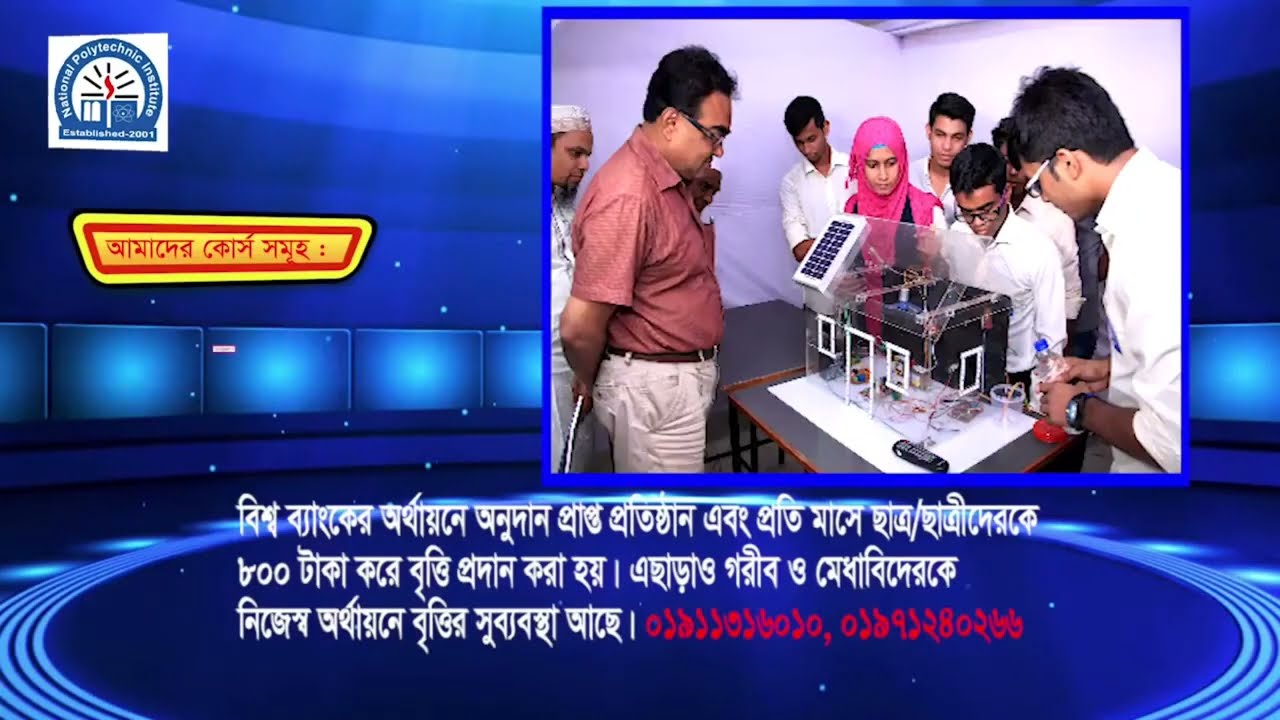 National Polytechnic Institute
Established-2001
আমাদের কোর্স সমূহ :
বিশ্ব ব্যাংকের অর্থায়নে অনুদান প্রাপ্ত প্রতিষ্ঠান এবং প্রতি মাসে ছাত্র/ছাত্রীদেরকে
৮০০ টাকা করে বৃত্তি প্রদান করা হয়। এছাড়াও গরীব ও মেধাবিদেরকে
নিজেস্ব অর্থায়নে বৃত্তির সুব্যবস্থা আছে। ০১৯১১৩১৬০১০, ০১৯৭১২৪০২৬৬